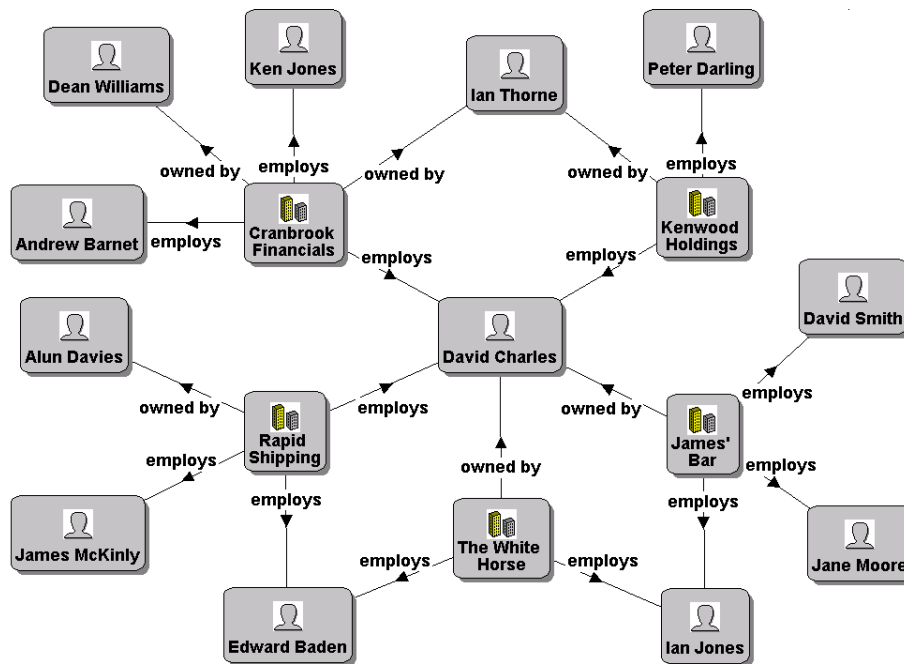 Dean Williams
Ken Jones
Ian Thorne
Peter Darling
owned by
employs
owned by
owned by
employs
Andrew Barnet
employs
Cranbrook
Financials
Kenwood
Holdings
employs
employs
Alun Davies
David Charles
David Smith
owned by
employs
owned by
employs
Rapid
Shipping
James'
Bar
employs
owned by
employs
employs
employs
James McKinly
The White
Horse
Jane Moore
employs
employs
Edward Baden
Ian Jones